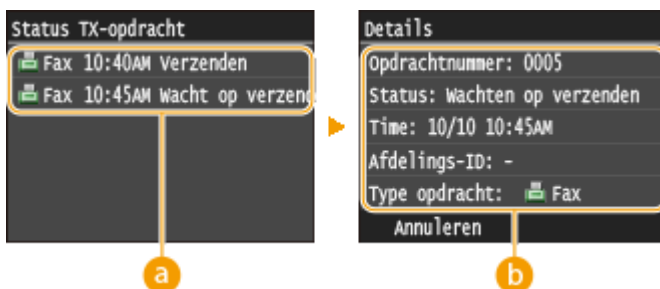 Status TX-opdracht
Fax 10:40AM Verzenden
Fax 10:45AM Wacht op verzend
Details
Opdrachtnummer: 0005
Status: Wachten op verzenden
Time: 10/10 10:45AM
Afdelings-ID: -
Type opdracht: Fax
Annuleren
a
b